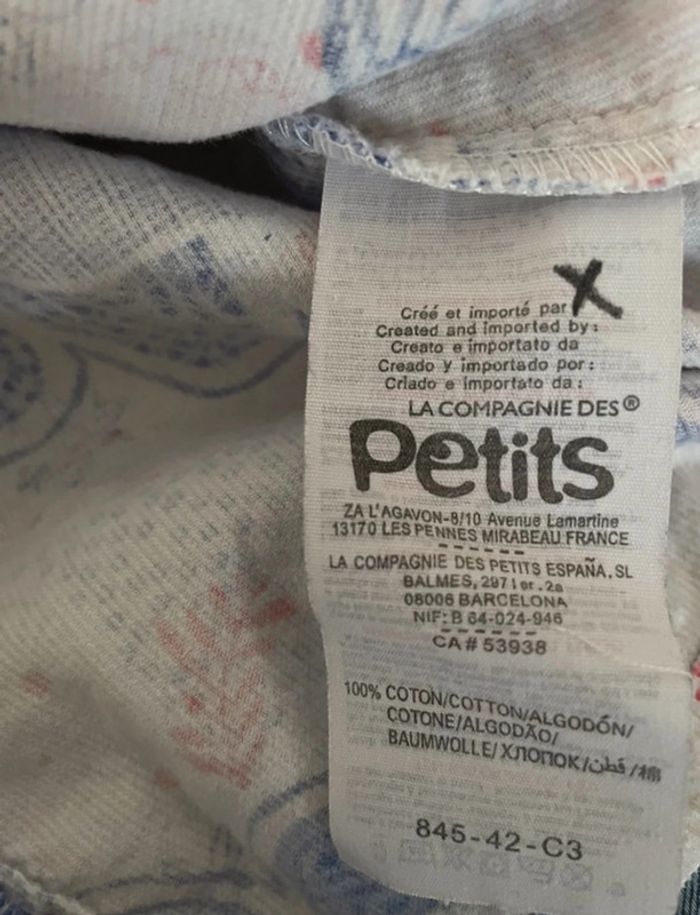 X
Créé et importé par
Created and imported by:
Creato e importato da
Creado y importado por:
Criado e importato da:
LA COMPAGNIE DES®
Petits
ZA L'AGAVON-8/10 Avenue Lamartine
13170 LES PENNES MIRABEAU FRANCE
LA COMPAGNIE DES PETITS ESPAÑA, SL
BALMES, 297 1er. 2a
08006 BARCELONA
NIF: B 64-024-946
CA # 53938
100% COTON/COTTON/ALGODÓN/
COTONE/ALGODÃO/
BAUMWOLLE/ХЛОПОК/قطن/棉
845-42-C3